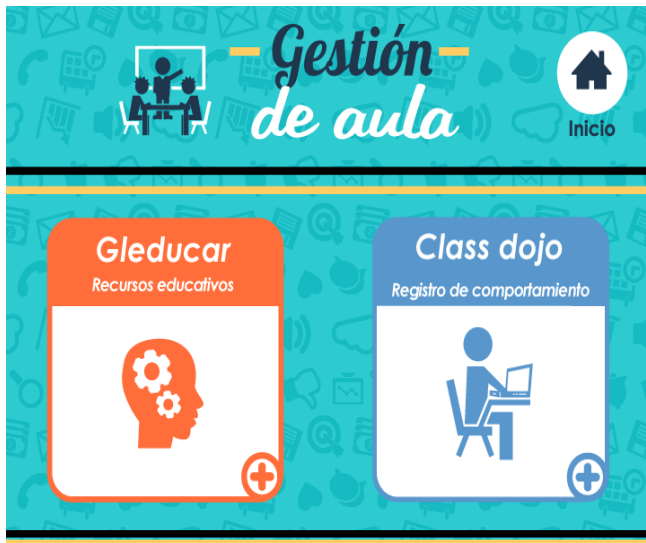 Gestión
de aula
Inicio
Gleducar
Recursos educativos
Class dojo
Registro de comportamiento